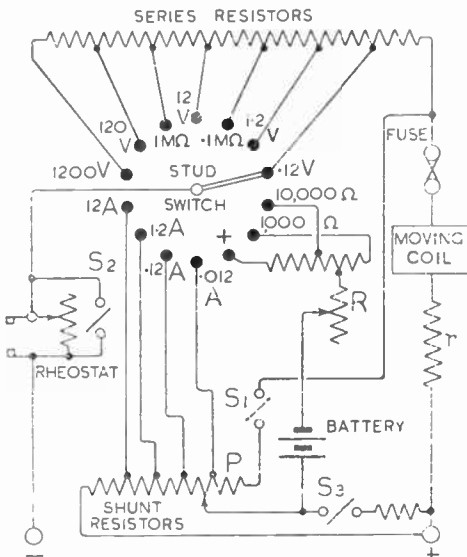 SERIES RESISTORS
12
V
120
V
1MΩ
·1MΩ
1·2
V
1200V
STUD
SWITCH
·12V
FUSE
12A
10,000 Ω
1000 Ω
1·2A
·12
A
·012
A
+
MOVING
COIL
S2
R
r
RHEOSTAT
S1
BATTERY
P
S3
SHUNT
RESISTORS
−
+